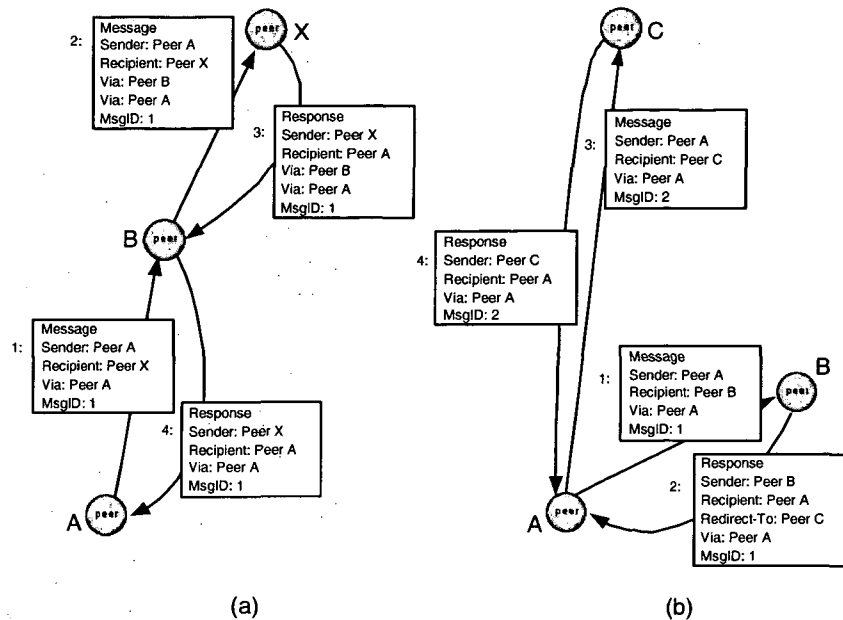 peer
X
2:
Message
Sender: Peer A
Recipient: Peer X
Via: Peer B
Via: Peer A
MsgID: 1
3:
Response
Sender: Peer X
Recipient: Peer A
Via: Peer B
Via: Peer A
MsgID: 1
B
peer
1:
Message
Sender: Peer A
Recipient: Peer X
Via: Peer A
MsgID: 1
4:
Response
Sender: Peer X
Recipient: Peer A
Via: Peer A
MsgID: 1
A
peer
(a)
peer
C
3:
Message
Sender: Peer A
Recipient: Peer C
Via: Peer A
MsgID: 2
4:
Response
Sender: Peer C
Recipient: Peer A
Via: Peer A
MsgID: 2
1:
Message
Sender: Peer A
Recipient: Peer B
Via: Peer A
MsgID: 1
B
peer
2:
Response
Sender: Peer B
Recipient: Peer A
Redirect-To: Peer C
Via: Peer A
MsgID: 1
A
peer
(b)